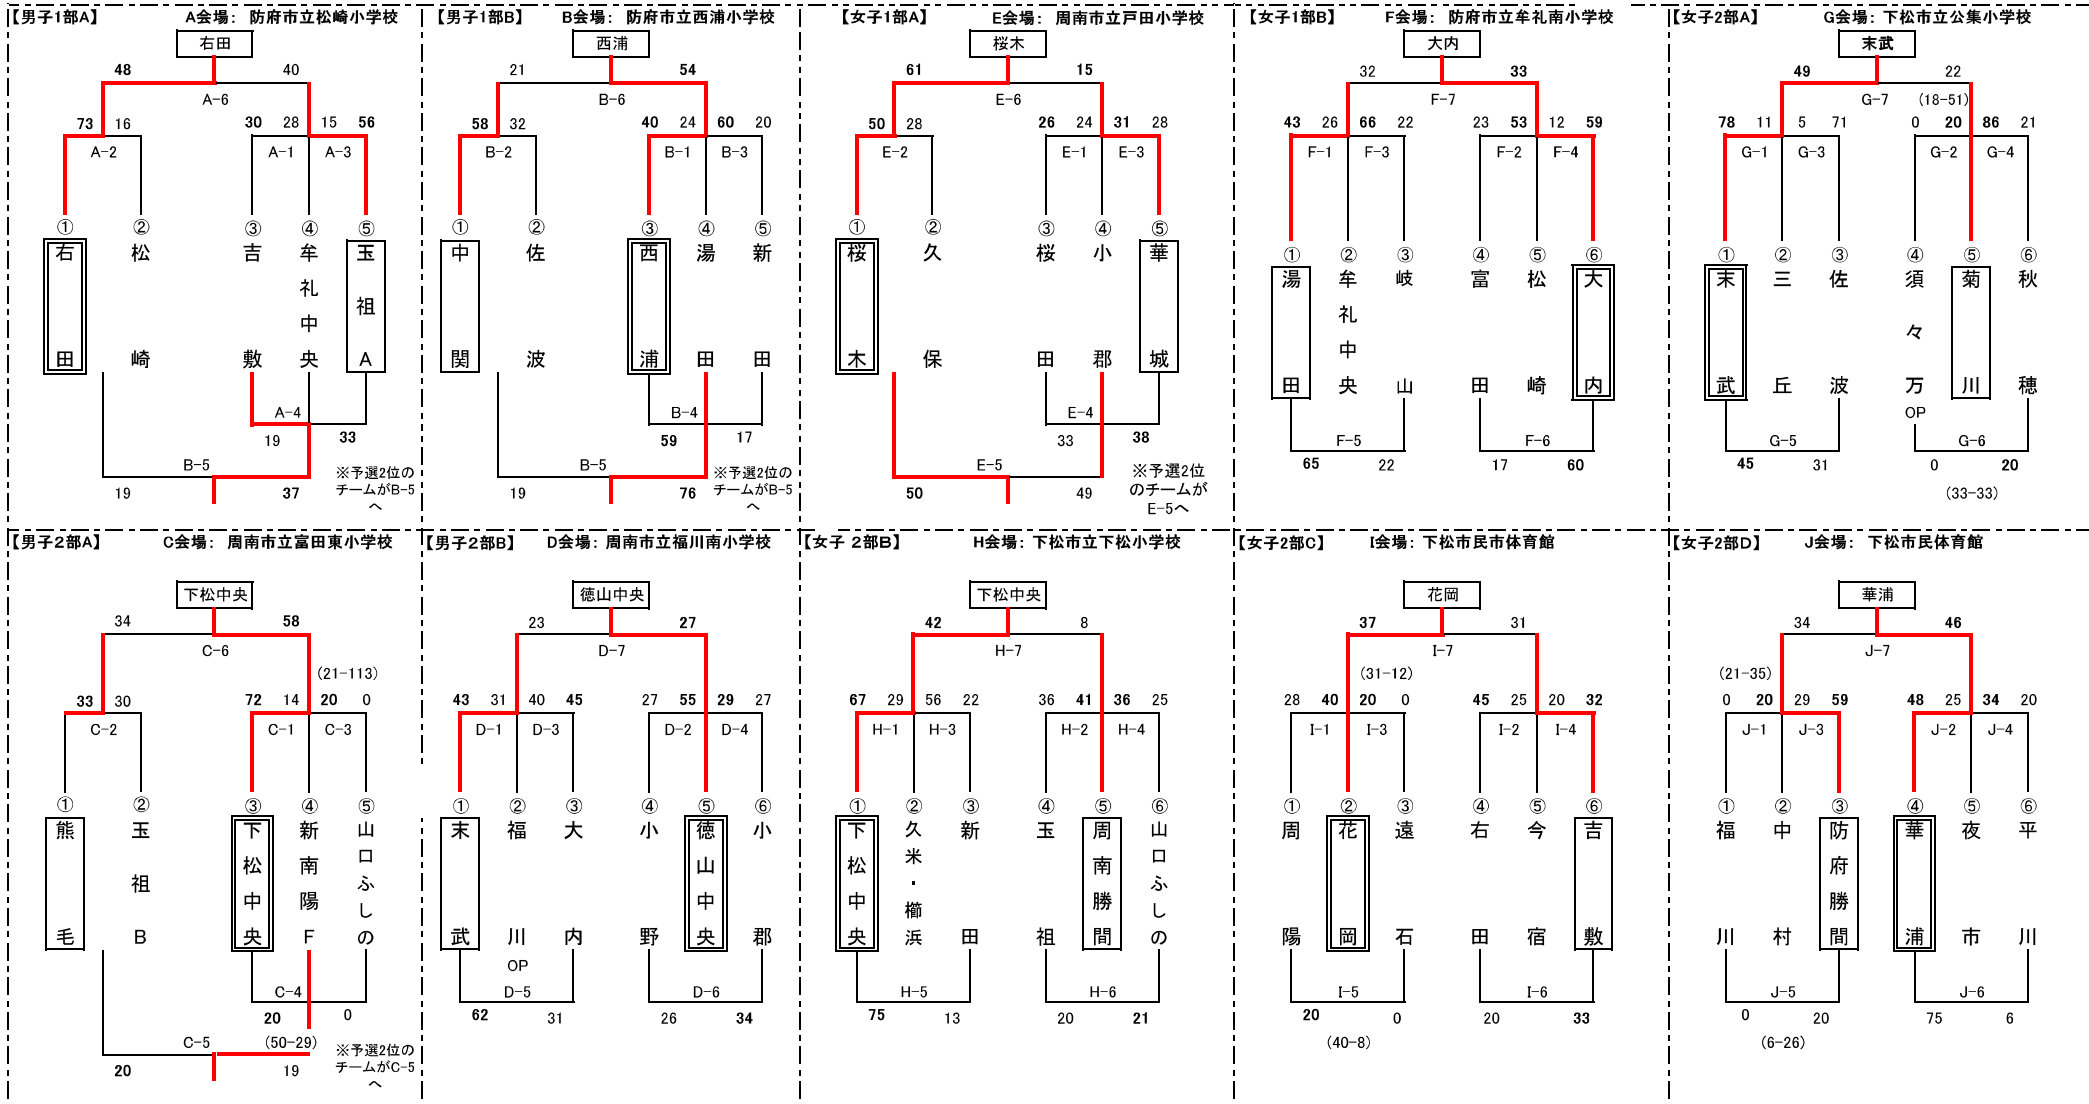 【男子1部A】 A会場: 防府市立松崎小学校
右田
48 40
A-6
73 16 30 28 15 56
A-2 A-1 A-3
① ② ③ ④ ⑤
右田 松崎 吉敷 牟礼中央 玉祖A
A-4
19 33
B-5
19 37
※予選2位の
チームがB-5
へ
【男子1部B】 B会場: 防府市立西浦小学校
西浦
21 54
B-6
58 32 40 24 60 20
B-2 B-1 B-3
① ② ③ ④ ⑤
中関 佐波 西浦 湯田 新田
B-4
59 17
B-5
19 76
※予選2位の
チームがB-5
へ
【女子1部A】 E会場: 周南市立戸田小学校
桜木
61 15
E-6
50 28 26 24 31 28
E-2 E-1 E-3
① ② ③ ④ ⑤
桜木 久保 桜田 小郡 華城
E-4
33 38
E-5
50 49
※予選2位
のチームが
E-5へ
【女子1部B】 F会場: 防府市立牟礼南小学校
大内
32 33
F-7
43 26 66 22 23 53 12 59
F-1 F-3 F-2 F-4
① ② ③ ④ ⑤ ⑥
湯田 牟礼中央 岐山 富田 松崎 大内
F-5 F-6
65 22 17 60
【女子2部A】 G会場: 下松市立公集小学校
末武
49 22
G-7 (18-51)
78 11 5 71 0 20 86 21
G-1 G-3 G-2 G-4
① ② ③ ④ ⑤ ⑥
末武 三丘 佐波 須々万 菊川 秋穂
OP
G-5 G-6
45 31 0 20
(33-33)
【男子2部A】 C会場: 周南市立富田東小学校
下松中央
34 58
C-6
(21-113)
33 30 72 14 20 0
C-2 C-1 C-3
① ② ③ ④ ⑤
熊毛 玉祖B 下松中央 新南陽F 山口ふしの
C-4
20 0
C-5 (50-29)
20 19
※予選2位の
チームがC-5
へ
【男子2部B】 D会場: 周南市立福川南小学校
徳山中央
23 27
D-7
43 31 40 45 27 55 29 27
D-1 D-3 D-2 D-4
① ② ③ ④ ⑤ ⑥
末武 福川 大内 小野 徳山中央 小郡
OP
D-5 D-6
62 31 26 34
【女子 2部B】 H会場: 下松市立下松小学校
下松中央
42 8
H-7
67 29 56 22 36 41 36 25
H-1 H-3 H-2 H-4
① ② ③ ④ ⑤ ⑥
下松中央 久米・櫛浜 新田 玉祖 周南勝間 山口ふしの
H-5 H-6
75 13 20 21
【女子2部C】 I会場: 下松市民市体育館
花岡
37 31
I-7
(31-12)
28 40 20 0 45 25 20 32
I-1 I-3 I-2 I-4
① ② ③ ④ ⑤ ⑥
周陽 花岡 遠石 右田 今宿 吉敷
I-5 I-6
20 0 20 33
(40-8)
【女子2部D】 J会場: 下松市民体育館
華浦
34 46
J-7
(21-35)
0 20 29 59 48 25 34 20
J-1 J-3 J-2 J-4
① ② ③ ④ ⑤ ⑥
福川 中村 防府勝間 華浦 夜市 平川
J-5 J-6
0 20 75 6
(6-26)